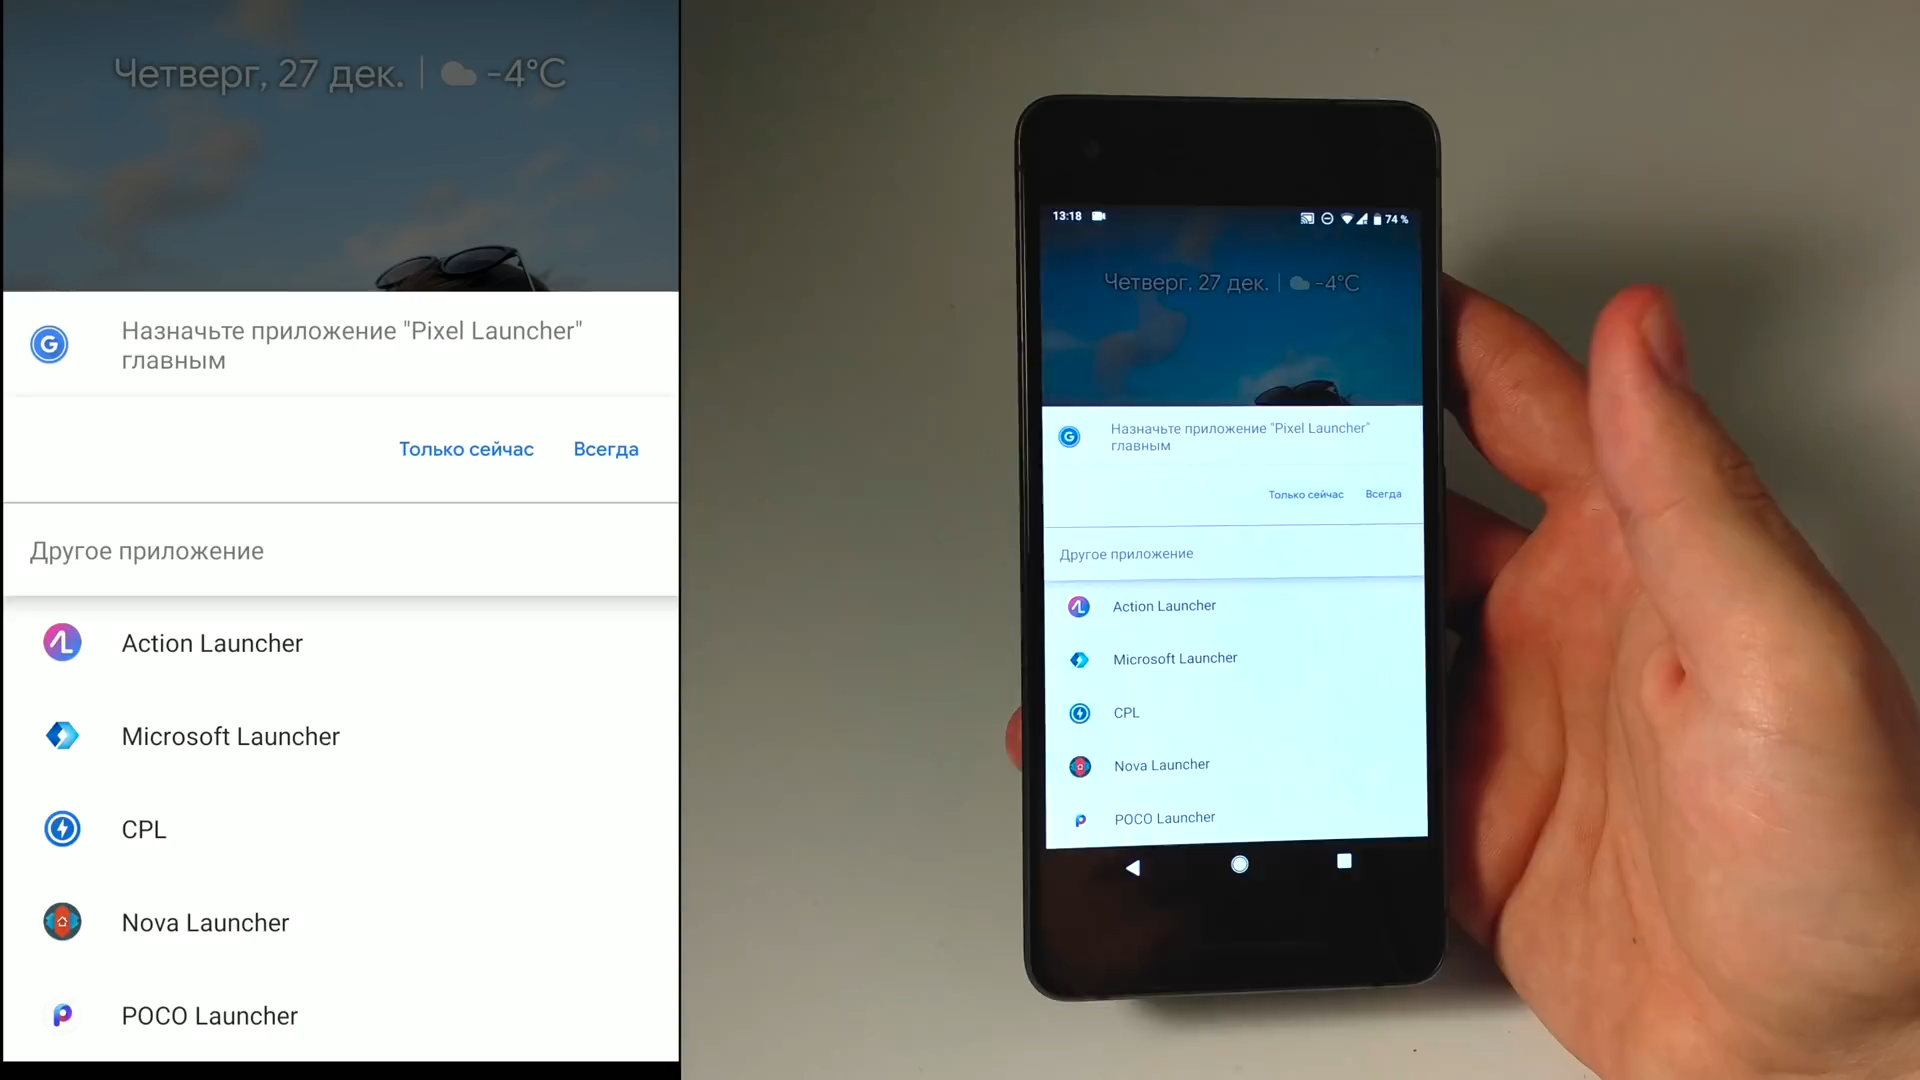 Четверг, 27 дек. | -4°C
Назначьте приложение "Pixel Launcher"
главным
Только сейчас Всегда
Другое приложение
Action Launcher
Microsoft Launcher
CPL
Nova Launcher
POCO Launcher
13:18 74 %
Четверг, 27 дек. | -4°C
Назначьте приложение "Pixel Launcher"
главным
Только сейчас Всегда
Другое приложение
Action Launcher
Microsoft Launcher
CPL
Nova Launcher
POCO Launcher